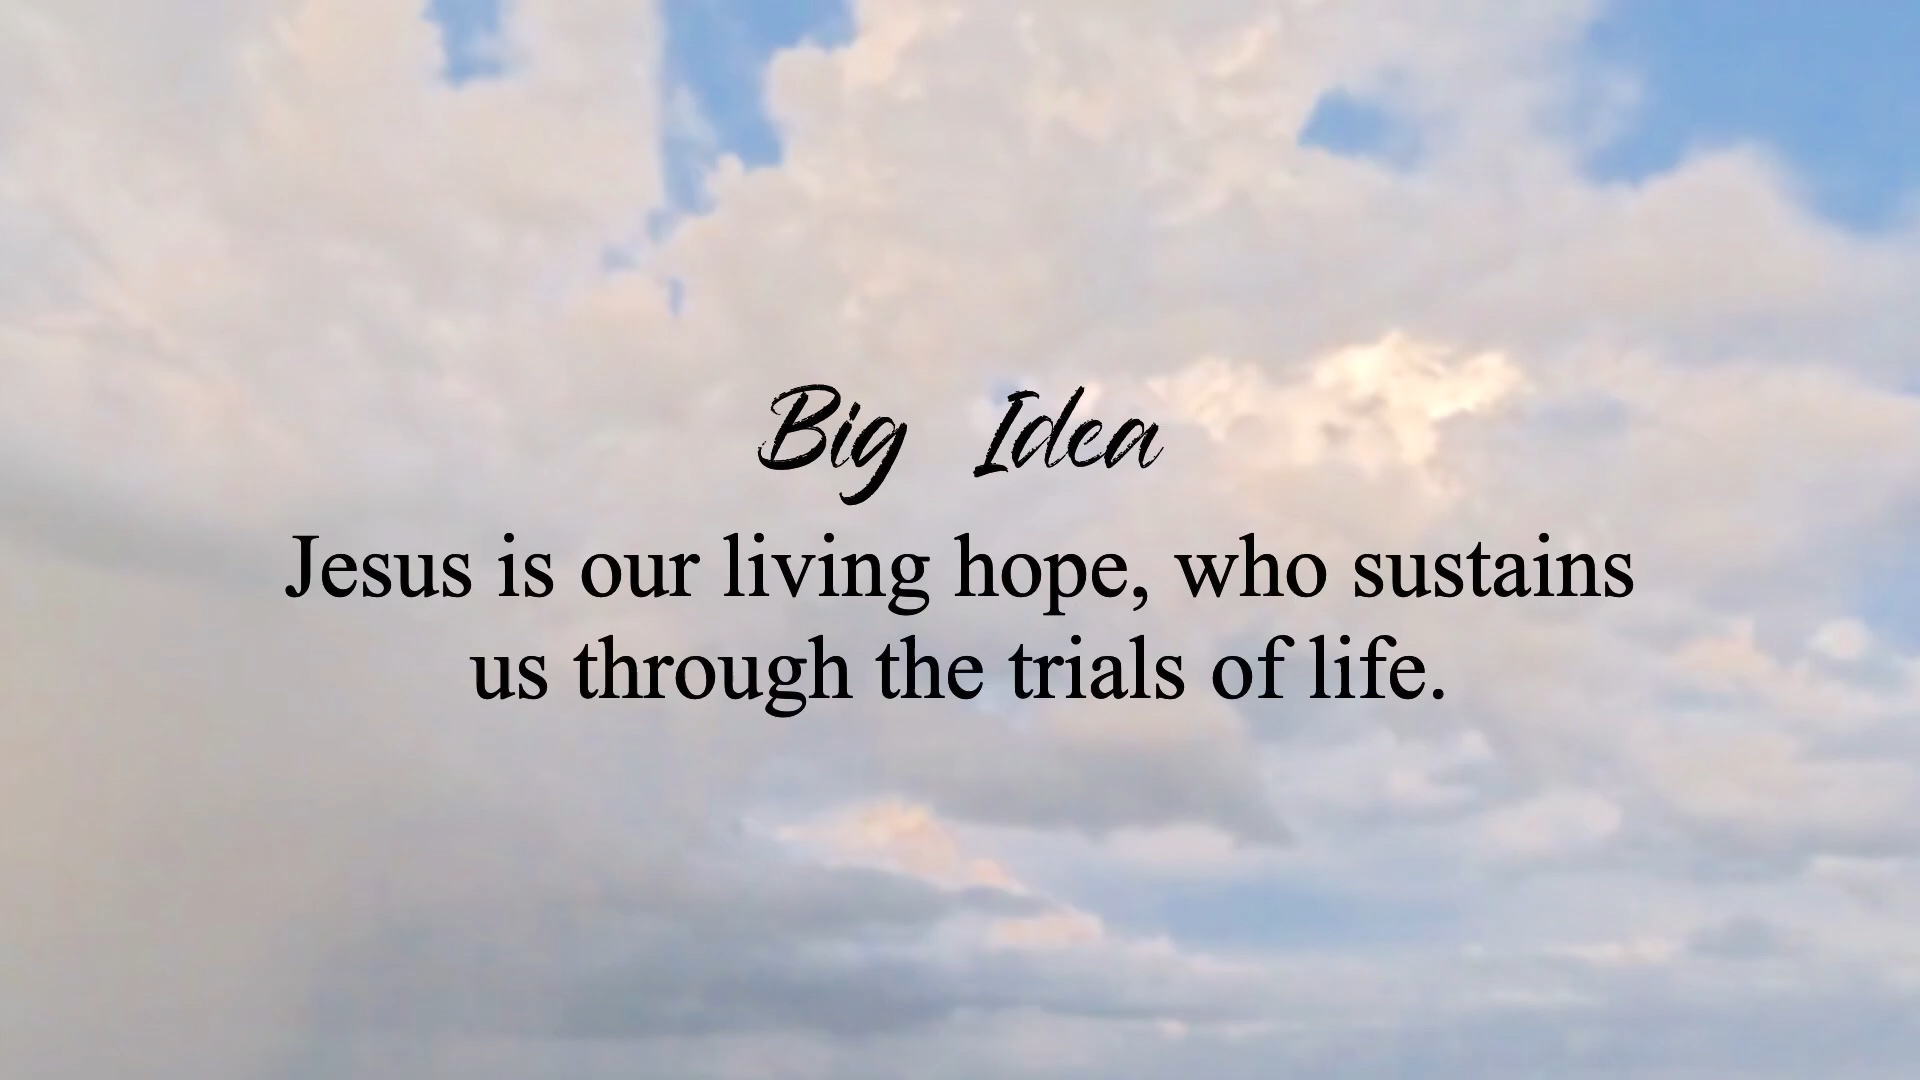 Big Idea
Jesus is our living hope, who sustains
us through the trials of life.